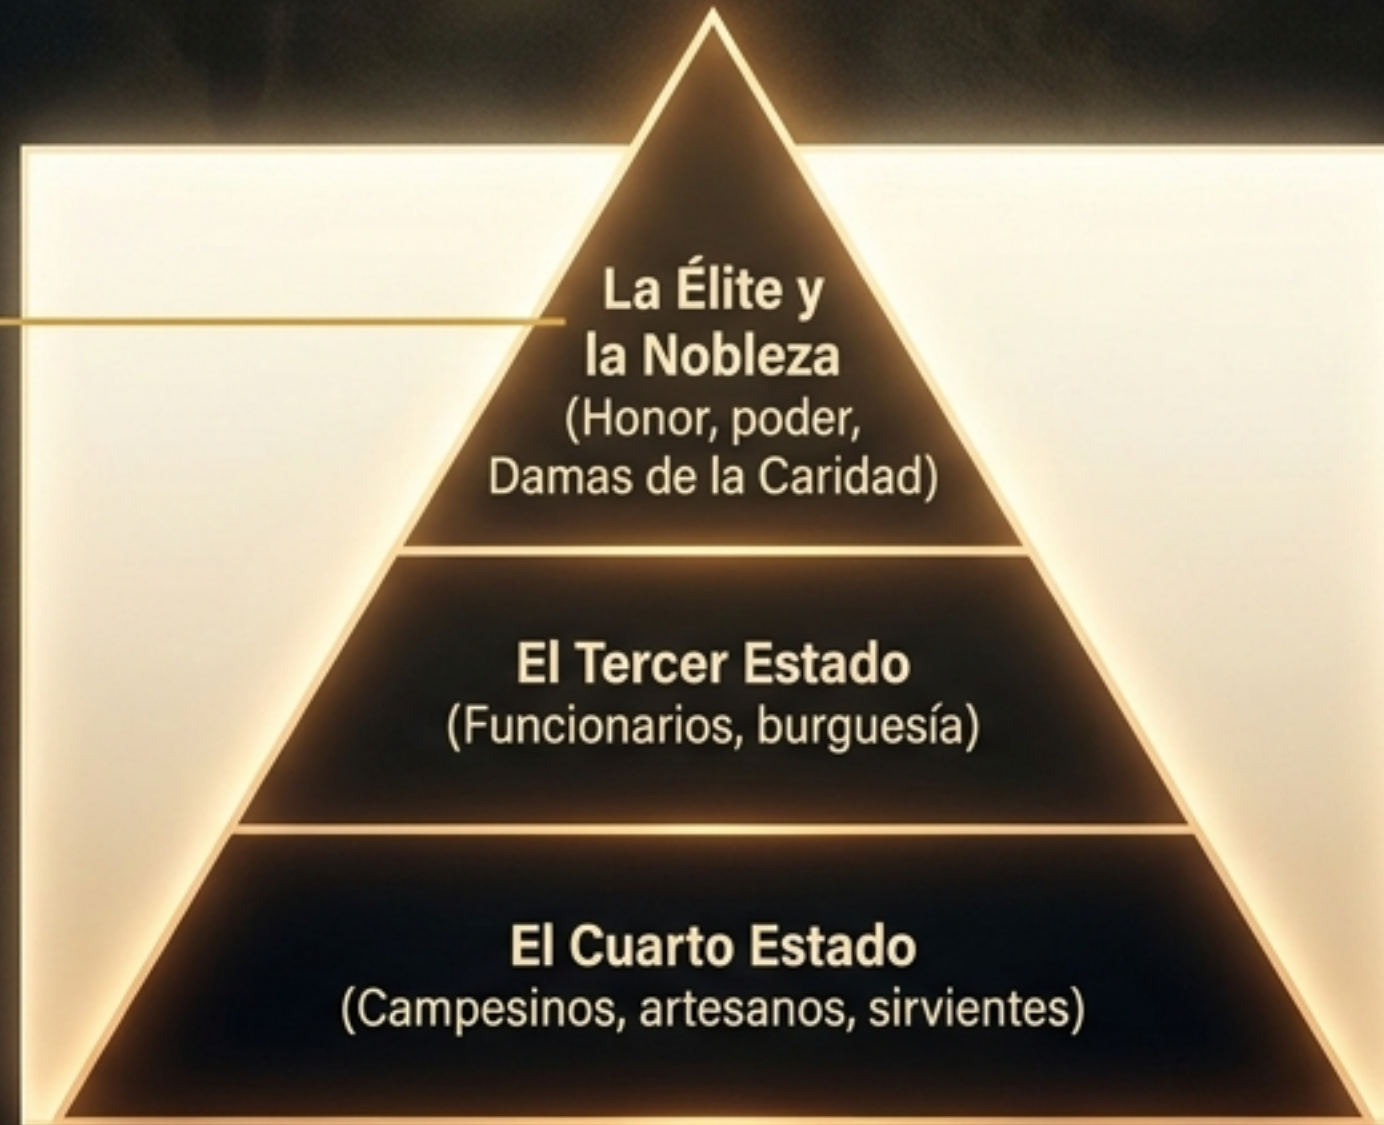 La Élite y
la Nobleza
(Honor, poder,
Damas de la Caridad)
El Tercer Estado
(Funcionarios, burguesía)
El Cuarto Estado
(Campesinos, artesanos, sirvientes)